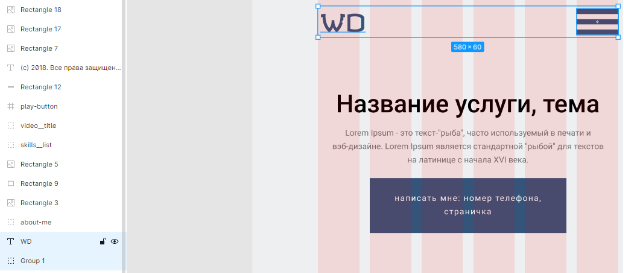 Rectangle 18
Rectangle 17
Rectangle 7
(c) 2018. Все права защищен...
Rectangle 12
play-button
video__title
skills__list
Rectangle 5
Rectangle 9
Rectangle 3
about-me
WD
Group 1
WD
580 × 60
Название услуги, тема
Lorem Ipsum - это текст-"рыба", часто используемый в печати и
вэб-дизайне. Lorem Ipsum является стандартной "рыбой" для текстов
на латинице с начала XVI века.
написать мне: номер телефона,
страничка